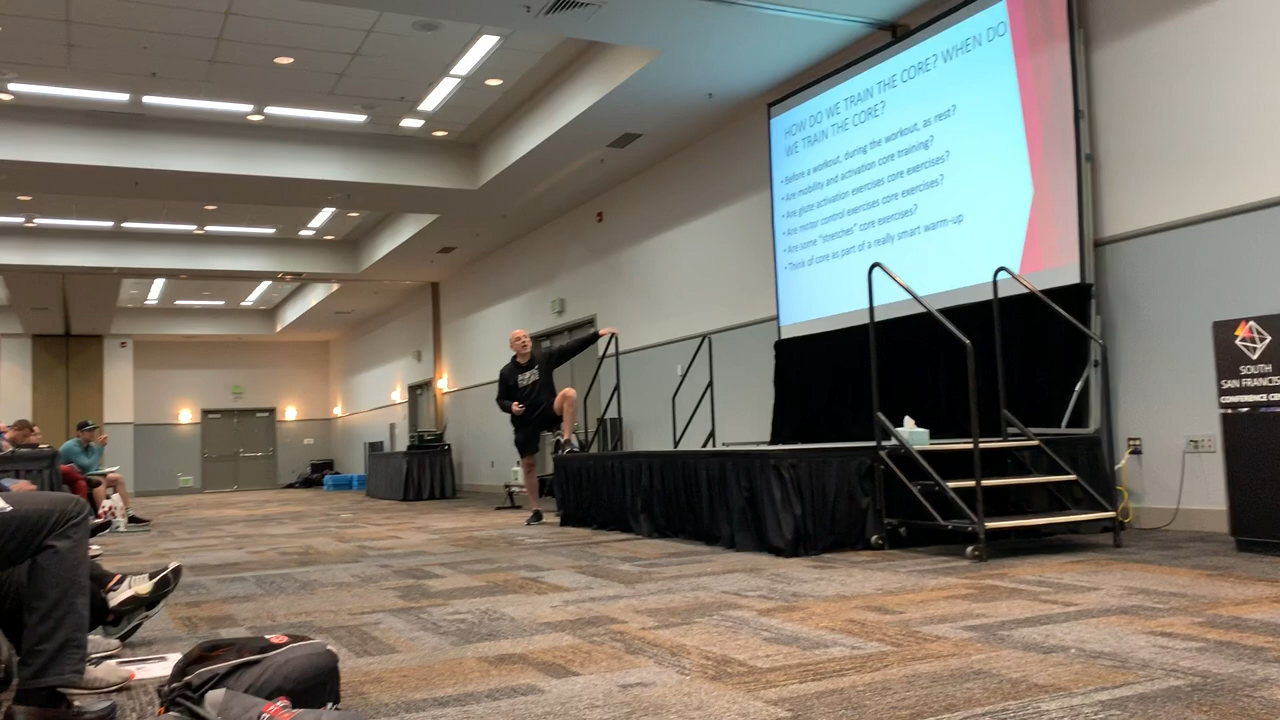 HOW DO WE TRAIN THE CORE? WHEN DO
WE TRAIN THE CORE?
• Before a workout, during the workout, as rest?
• Are mobility and activation core training?
• Are glute activation exercises core exercises?
• Are motor control exercises core exercises?
• Are some "stretches" core exercises?
• Think of core as part of a really smart warm-up
SOUTH
SAN FRANCIS
CONFERENCE CE